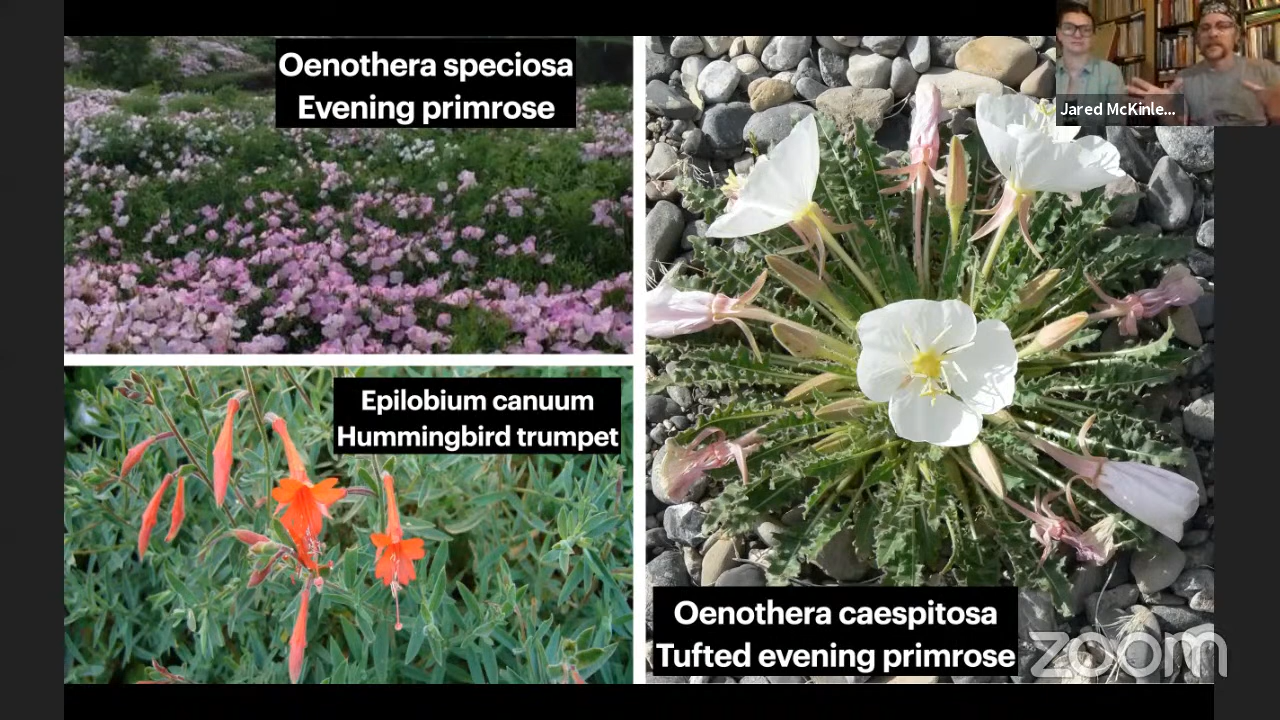 Oenothera speciosa
Evening primrose
Jared McKinle...
Epilobium canuum
Hummingbird trumpet
Oenothera caespitosa
Tufted evening primrose
zoom